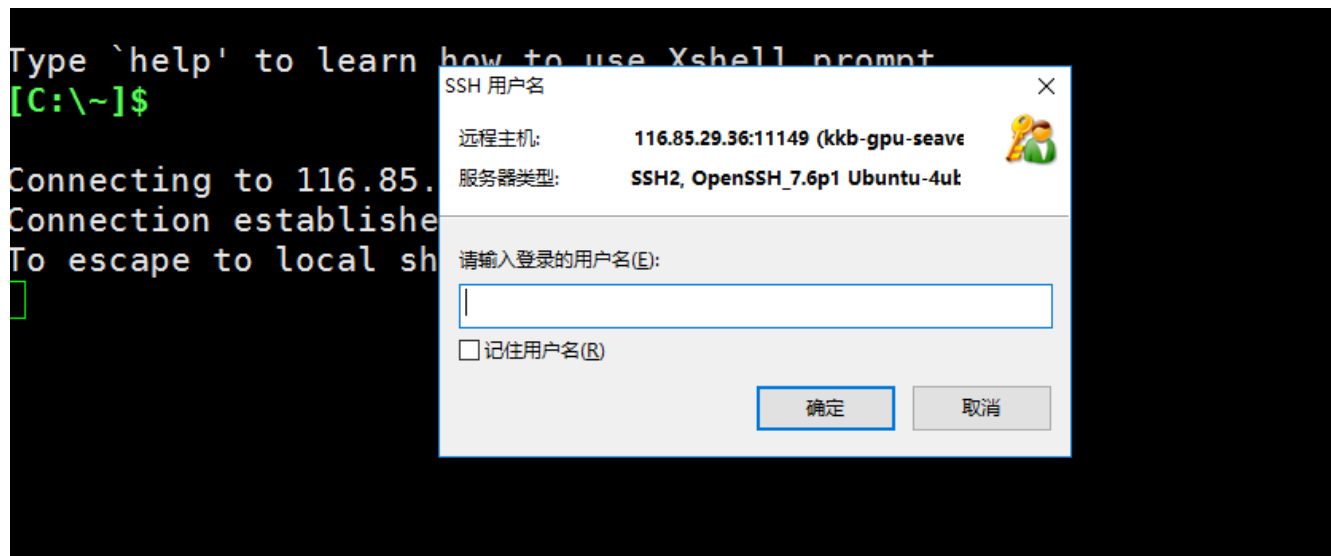 Type `help' to learn how to use Xshell prompt
[C:\~]$
SSH 用户名
远程主机: 116.85.29.36:11149 (kkb-gpu-seave
服务器类型: SSH2, OpenSSH_7.6p1 Ubuntu-4ub
Connecting to 116.85.
Connection establishe
To escape to local sh
请输入登录的用户名(E):
记住用户名(R)
确定 取消